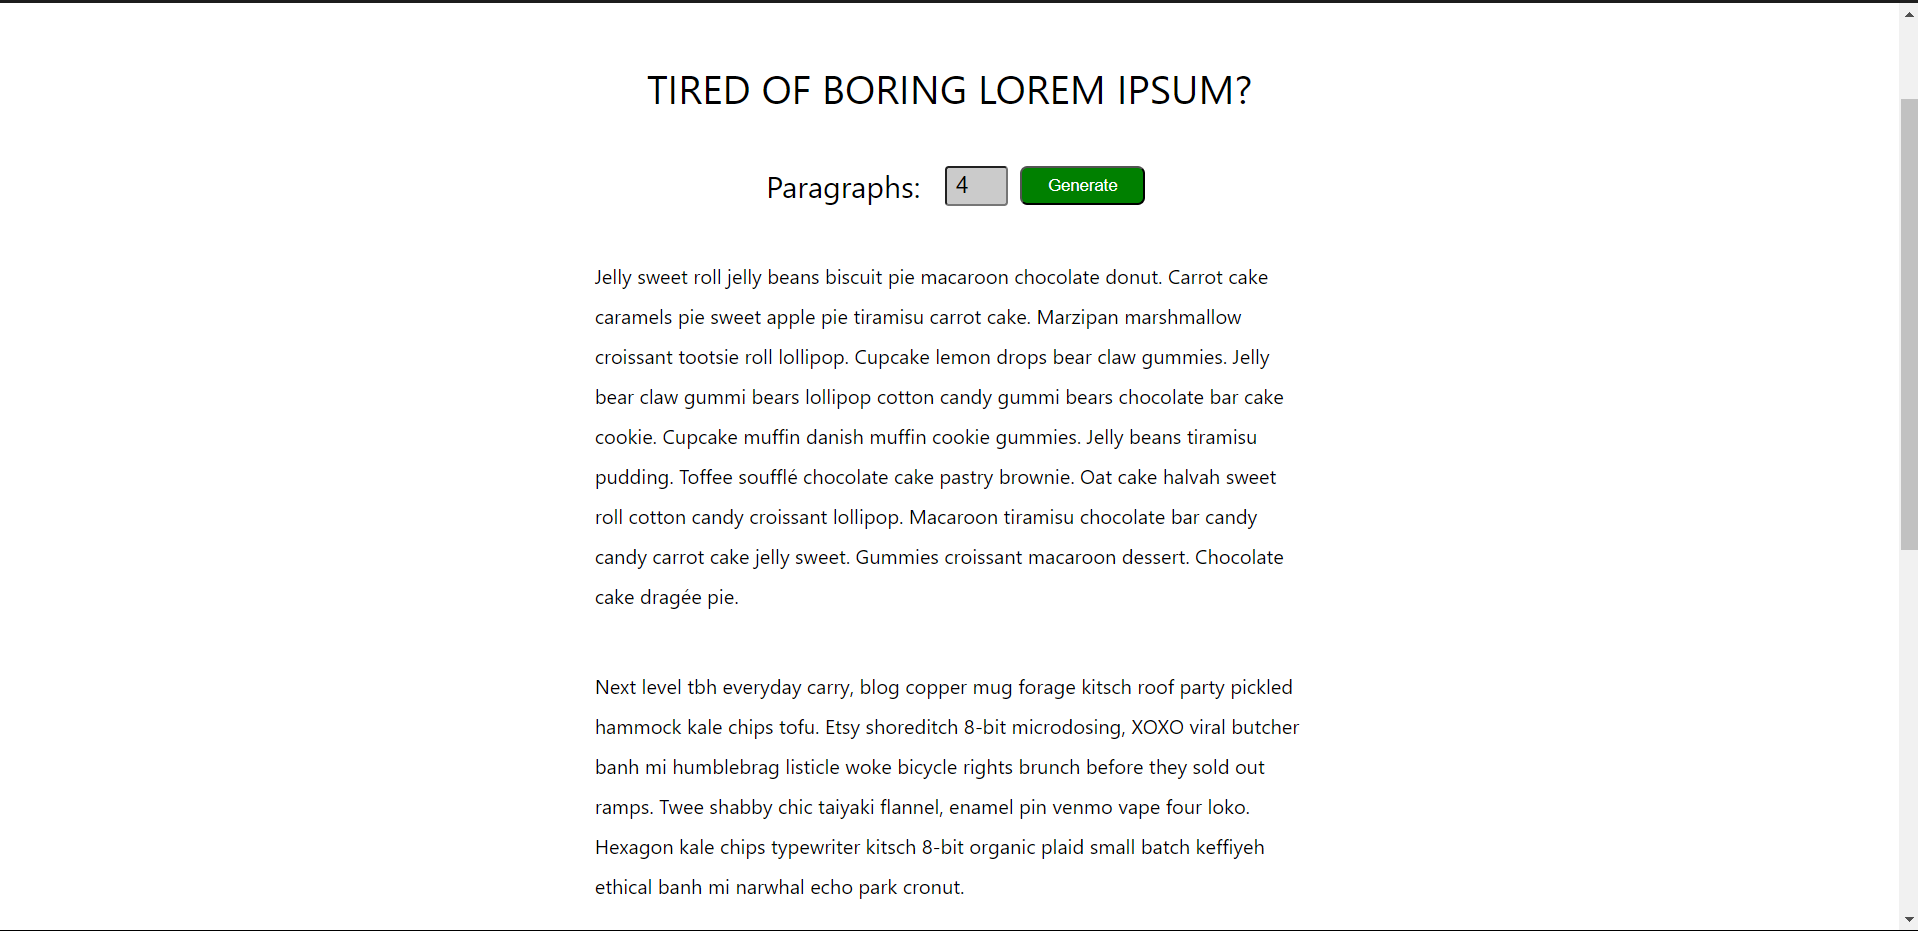 TIRED OF BORING LOREM IPSUM?
Paragraphs: 4 Generate
Jelly sweet roll jelly beans biscuit pie macaroon chocolate donut. Carrot cake
caramels pie sweet apple pie tiramisu carrot cake. Marzipan marshmallow
croissant tootsie roll lollipop. Cupcake lemon drops bear claw gummies. Jelly
bear claw gummi bears lollipop cotton candy gummi bears chocolate bar cake
cookie. Cupcake muffin danish muffin cookie gummies. Jelly beans tiramisu
pudding. Toffee soufflé chocolate cake pastry brownie. Oat cake halvah sweet
roll cotton candy croissant lollipop. Macaroon tiramisu chocolate bar candy
candy carrot cake jelly sweet. Gummies croissant macaroon dessert. Chocolate
cake dragée pie.
Next level tbh everyday carry, blog copper mug forage kitsch roof party pickled
hammock kale chips tofu. Etsy shoreditch 8-bit microdosing, XOXO viral butcher
banh mi humblebrag listicle woke bicycle rights brunch before they sold out
ramps. Twee shabby chic taiyaki flannel, enamel pin venmo vape four loko.
Hexagon kale chips typewriter kitsch 8-bit organic plaid small batch keffiyeh
ethical banh mi narwhal echo park cronut.